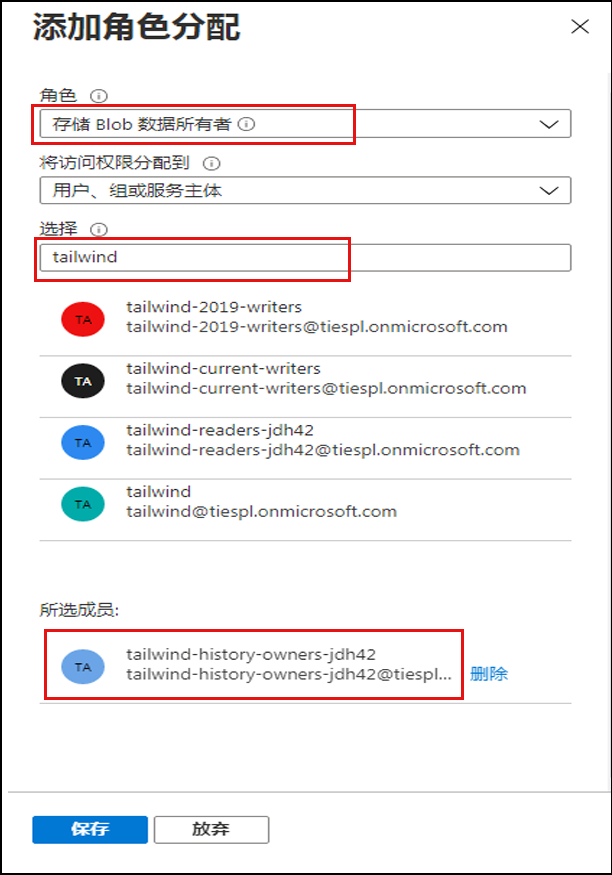 添加角色分配
角色
存储 Blob 数据所有者
将访问权限分配到
用户、组或服务主体
选择
tailwind
TA
tailwind-2019-writers
tailwind-2019-writers@tiespl.onmicrosoft.com
TA
tailwind-current-writers
tailwind-current-writers@tiespl.onmicrosoft.com
TA
tailwind-readers-jdh42
tailwind-readers-jdh42@tiespl.onmicrosoft.com
TA
tailwind
tailwind@tiespl.onmicrosoft.com
所选成员:
TA
tailwind-history-owners-jdh42
tailwind-history-owners-jdh42@tiespl... 删除
保存 放弃